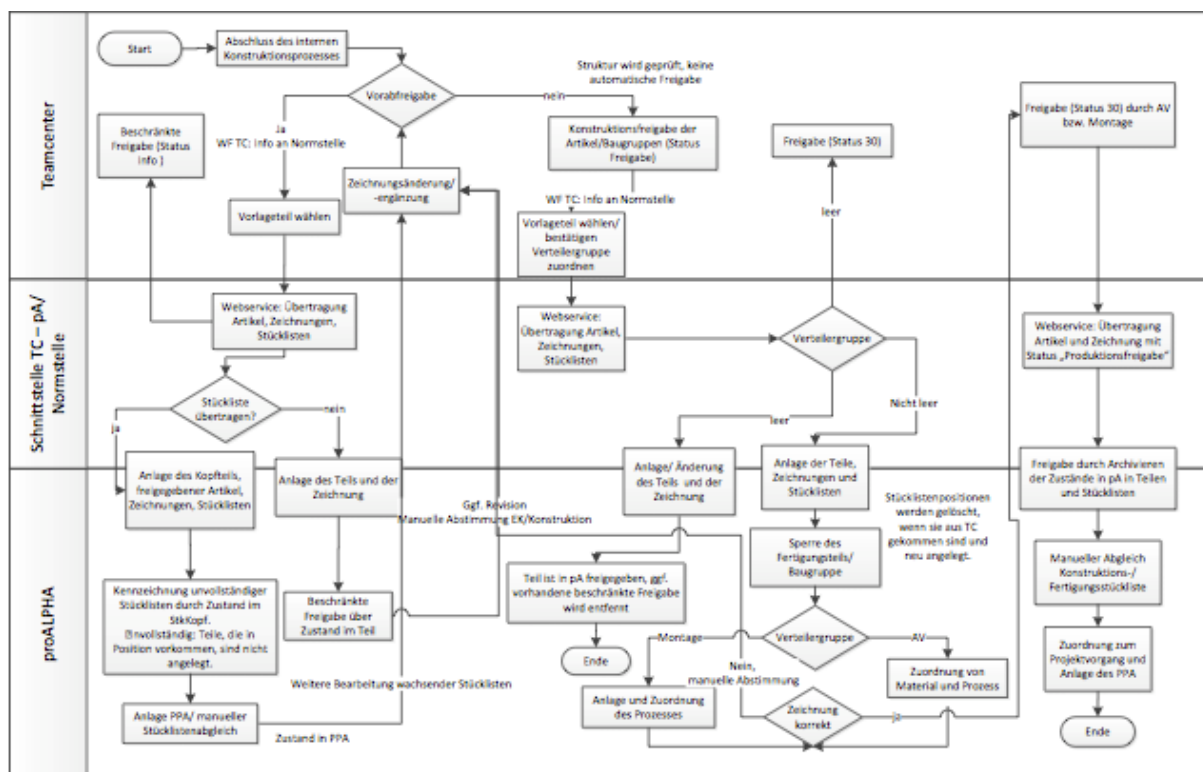 Teamcenter
Start
Abschluss des internen
Konstruktionsprozesses
Vorabfreigabe
Struktur wird geprüft, keine
automatische Freigabe
nein
Ja
WF TC: Info an Normstelle
Beschränkte
Freigabe (Status
Info )
Konstruktionsfreigabe der
Artikel/Baugruppen (Status
Freigabe)
Freigabe (Status 30)
Freigabe (Status 30) durch AV
bzw. Montage
Zeichnungsänderung/
-ergänzung
WF TC: Info an Normstelle
Vorlageteil wählen
Vorlageteil wählen/
bestätigen
Verteilergruppe
zuordnen
leer
Schnittstelle TC – pA/
Normstelle
Webservice: Übertragung
Artikel, Zeichnungen,
Stücklisten
Webservice:
Übertragung Artikel,
Zeichnungen,
Stücklisten
Verteilergruppe
Webservice: Übertragung
Artikel und Zeichnung mit
Status „Produktionsfreigabe“
Stückliste
übertragen?
ja
nein
leer
Nicht leer
proALPHA
Anlage des Kopfteils,
freigegebener Artikel,
Zeichnungen, Stücklisten
Anlage des Teils und der
Zeichnung
Anlage/ Änderung
des Teils und der
Zeichnung
Anlage der Teile,
Zeichnungen und
Stücklisten
Freigabe durch Archivieren
der Zustände in pA in Teilen
und Stücklisten
Ggf. Revision
Manuelle Abstimmung EK/Konstruktion
Stücklistenpositionen
werden gelöscht,
wenn sie aus TC
gekommen sind und
neu angelegt.
Sperre des
Fertigungsteils/
Baugruppe
Manueller Abgleich
Konstruktions-/
Fertigungsstückliste
Kennzeichnung unvollständiger
Stücklisten durch Zustand im
StkKopf.
nvollständig: Teile, die in
Position vorkommen, sind nicht
angelegt.
Beschränkte
Freigabe über
Zustand im Teil
Teil ist in pA freigegeben, ggf.
vorhandene beschränkte Freigabe
wird entfernt
Verteilergruppe
Montage
AV
Ende
Nein,
manuelle Abstimmung
Zuordnung von
Material und Prozess
Zuordnung zum
Projektvorgang und
Anlage des PPA
Weitere Bearbeitung wachsender Stücklisten
Anlage PPA/ manueller
Stücklistenabgleich
Zustand in PPA
Anlage und Zuordnung
des Prozesses
Zeichnung
korrekt
ja
Ende